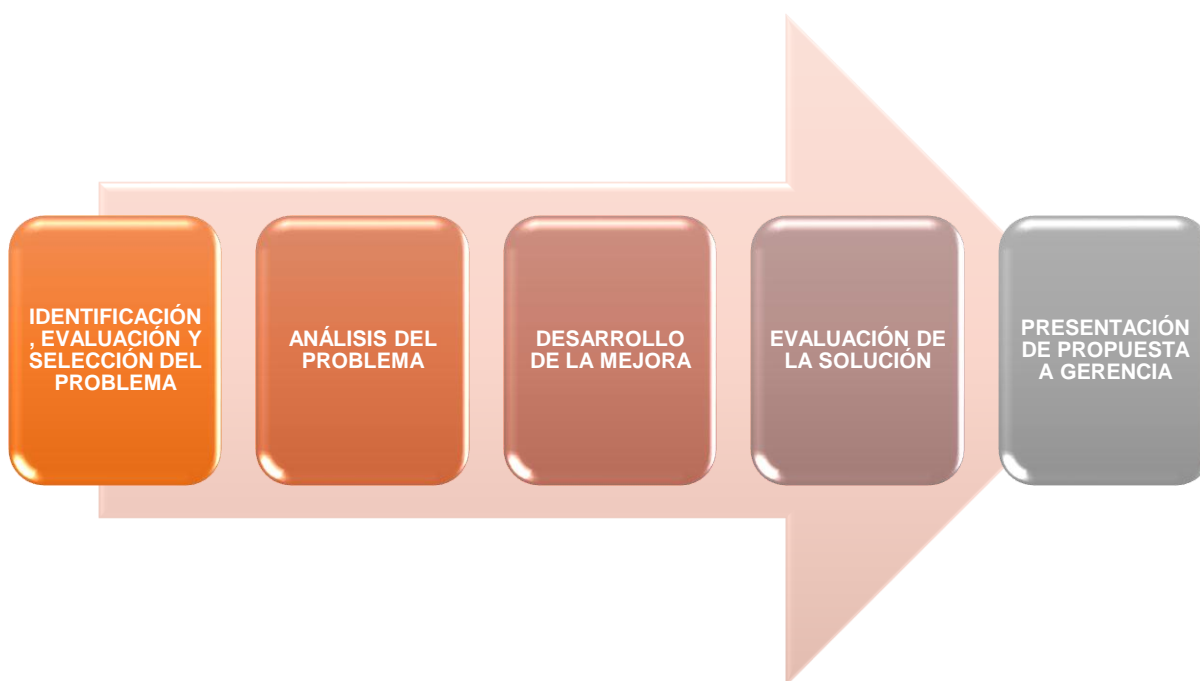 IDENTIFICACIÓN
, EVALUACIÓN Y
SELECCIÓN DEL
PROBLEMA
ANÁLISIS DEL
PROBLEMA
DESARROLLO
DE LA MEJORA
EVALUACIÓN DE
LA SOLUCIÓN
PRESENTACIÓN
DE PROPUESTA
A GERENCIA